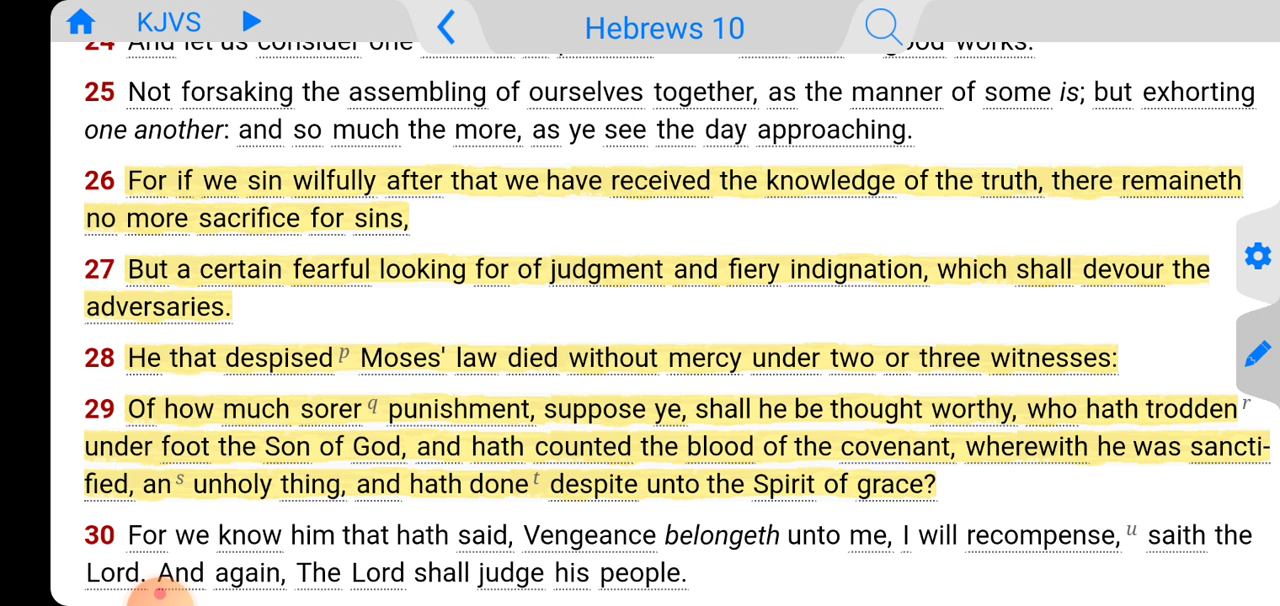 KJVS
Hebrews 10
24 And let us consider one good works.
25 Not forsaking the assembling of ourselves together, as the manner of some is; but exhorting
one another: and so much the more, as ye see the day approaching.
26 For if we sin wilfully after that we have received the knowledge of the truth, there remaineth
no more sacrifice for sins,
27 But a certain fearful looking for of judgment and fiery indignation, which shall devour the
adversaries.
28 He that despised p Moses' law died without mercy under two or three witnesses:
29 Of how much sorer q punishment, suppose ye, shall he be thought worthy, who hath trodden r
under foot the Son of God, and hath counted the blood of the covenant, wherewith he was sancti-
fied, an s unholy thing, and hath done t despite unto the Spirit of grace?
30 For we know him that hath said, Vengeance belongeth unto me, I will recompense, u saith the
Lord. And again, The Lord shall judge his people.